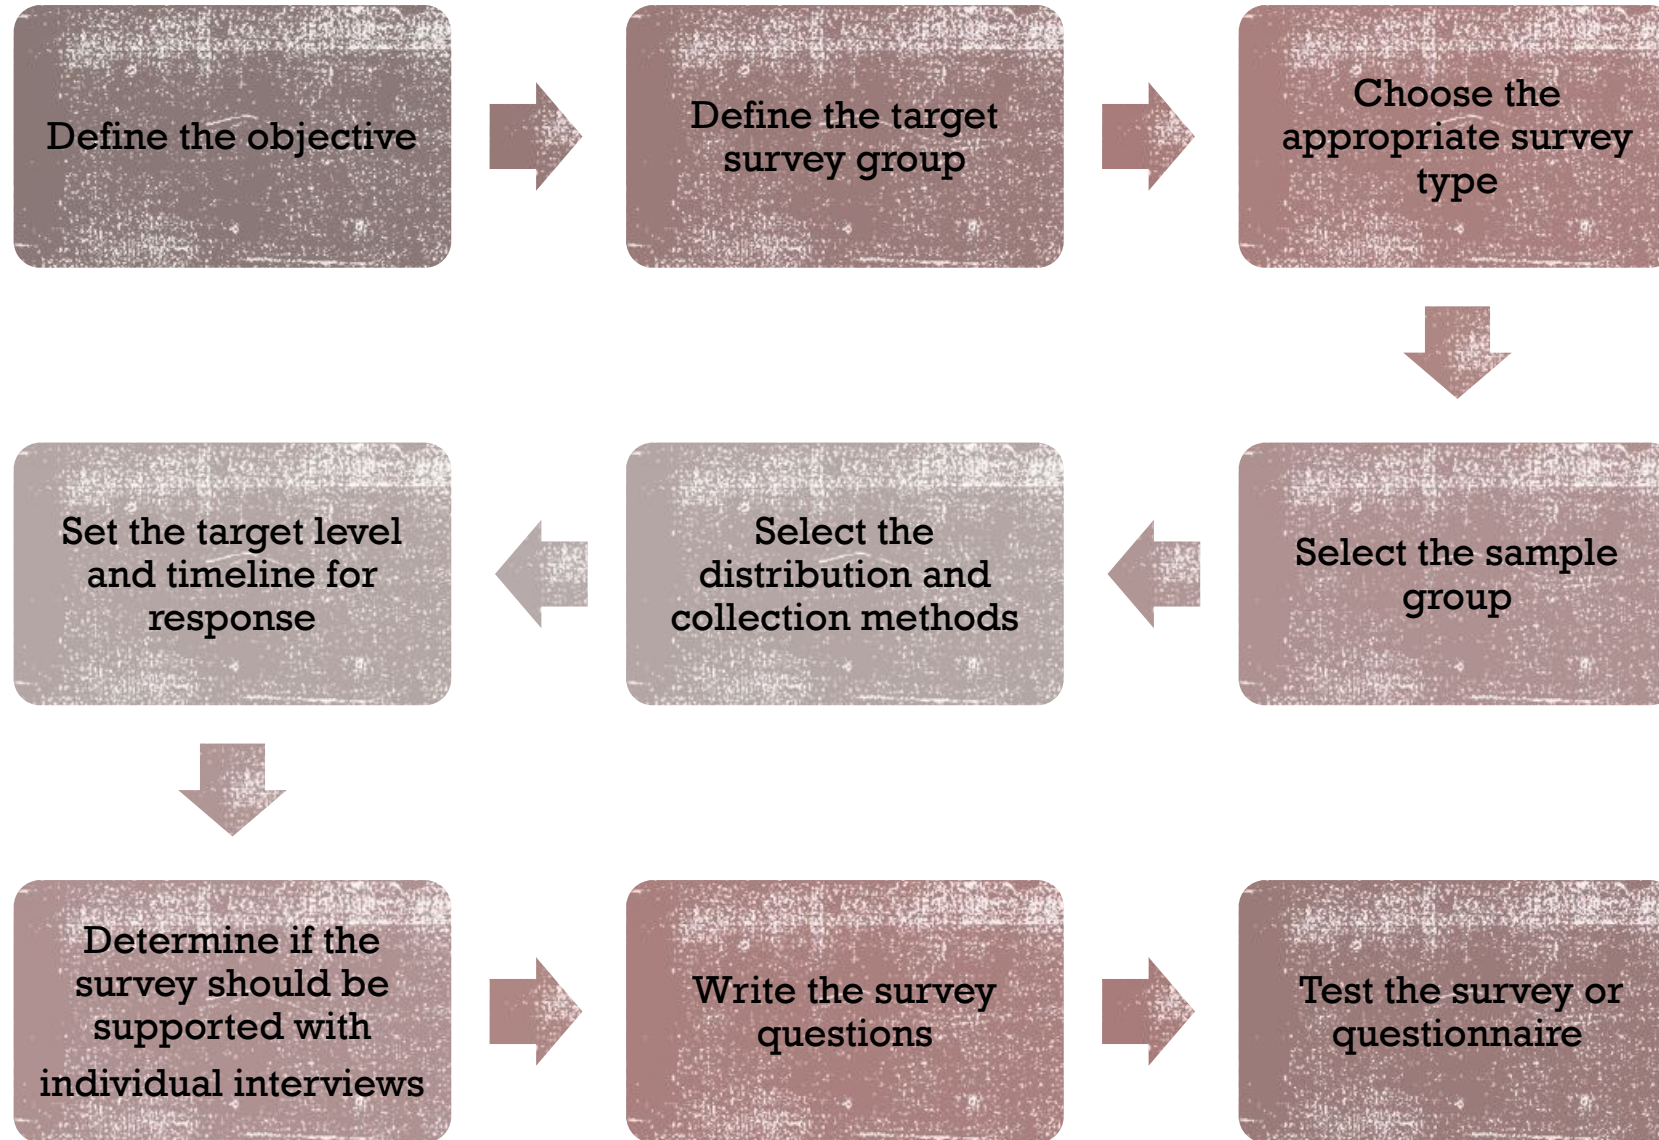 Define the objective
Define the target
survey group
Choose the
appropriate survey
type
Select the sample
group
Select the
distribution and
collection methods
Set the target level
and timeline for
response
Determine if the
survey should be
supported with
individual interviews
Write the survey
questions
Test the survey or
questionnaire